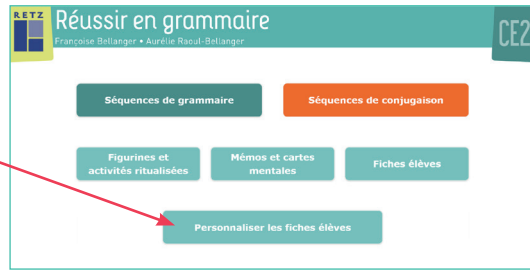 RETZ
Réussir en grammaire
CE2
Françoise Bellanger • Aurélie Raoul-Bellanger
Séquences de grammaire
Séquences de conjugaison
Figurines et
activités ritualisées
Mémos et cartes
mentales
Fiches élèves
Personnaliser les fiches élèves